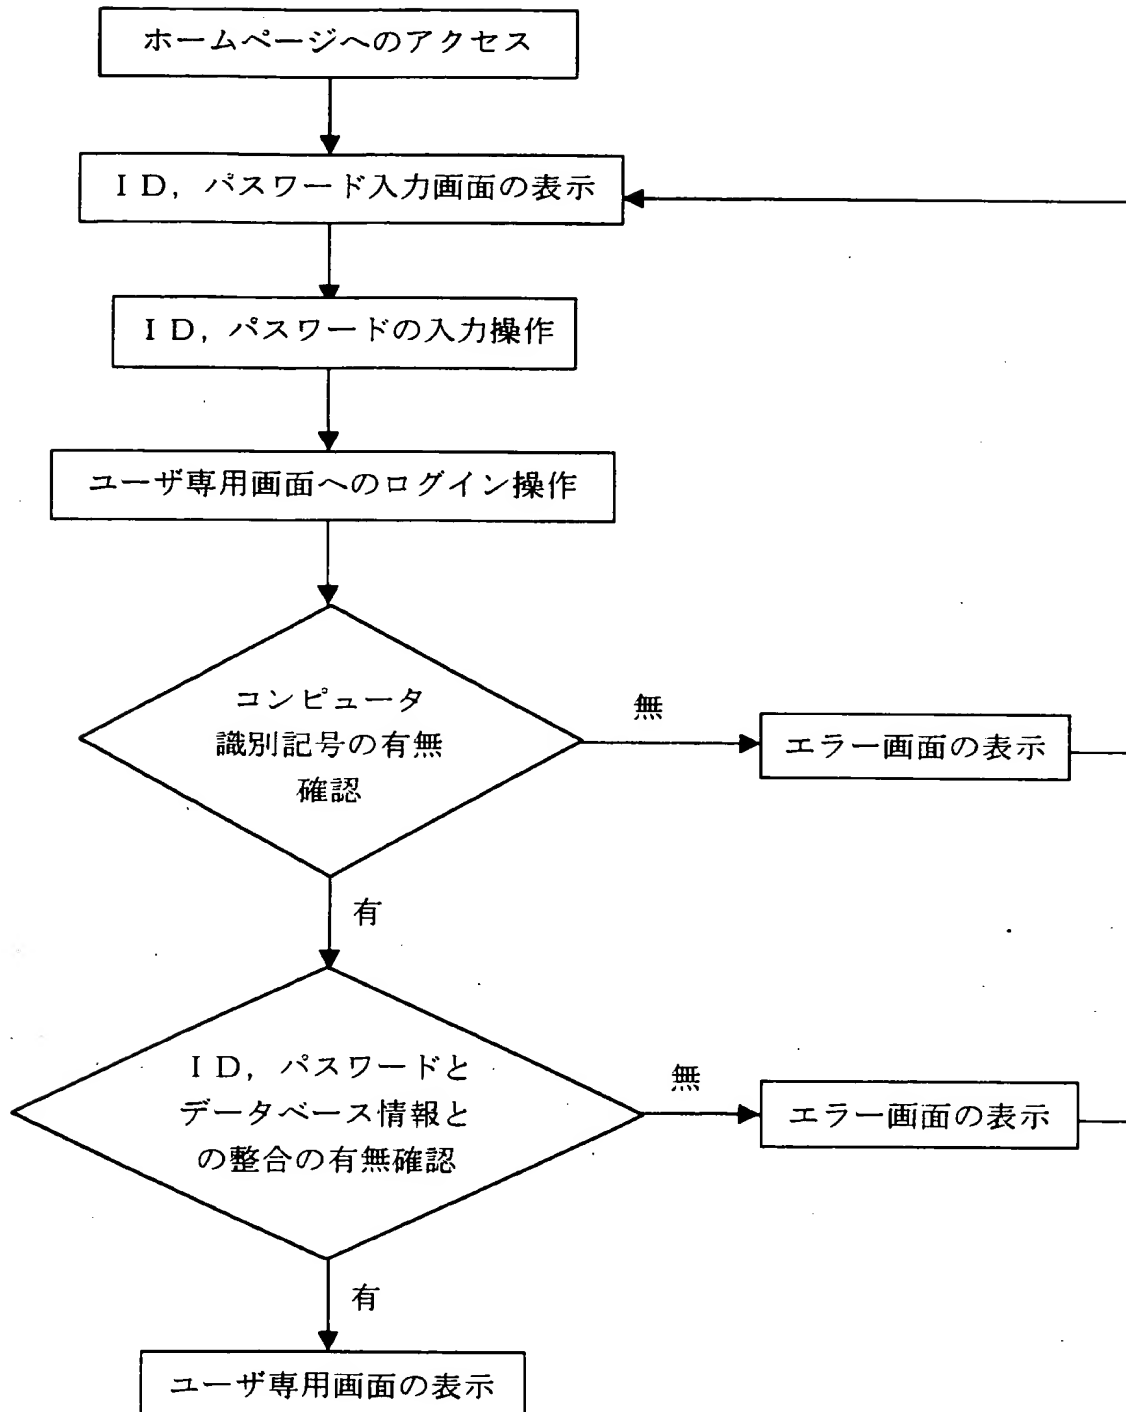 ホームページへのアクセス
ID，パスワード入力画面の表示
ID，パスワードの入力操作
ユーザ専用画面へのログイン操作
コンピュータ
識別記号の有無
確認
無
エラー画面の表示
有
ID，パスワードと
データベース情報と
の整合の有無確認
無
エラー画面の表示
有
ユーザ専用画面の表示